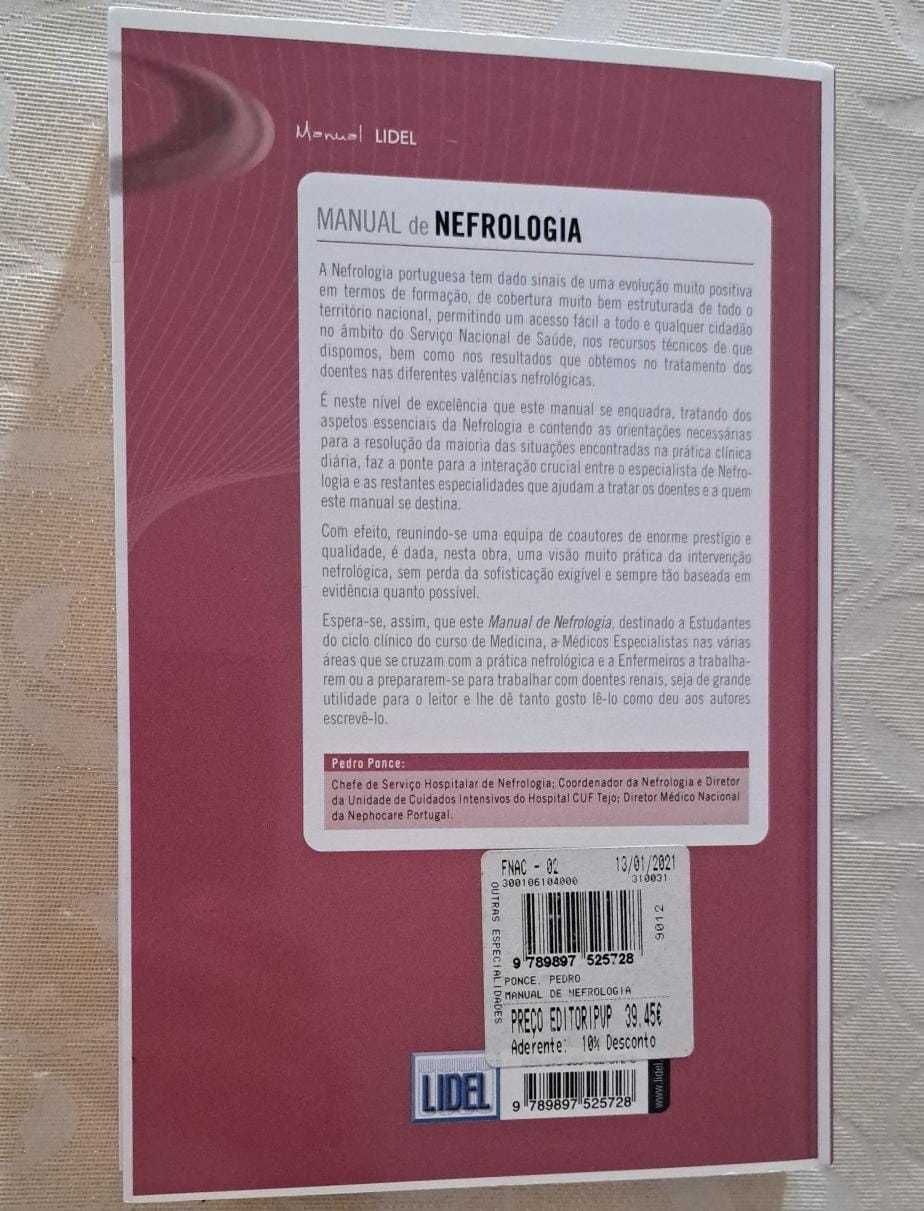 Manual LIDEL
MANUAL de NEFROLOGIA
A Nefrologia portuguesa tem dado sinais de uma evolução muito positiva
em termos de formação, de cobertura muito bem estruturada de todo o
território nacional, permitindo um acesso fácil a todo e qualquer cidadão
no âmbito do Serviço Nacional de Saúde, nos recursos técnicos de que
dispomos, bem como nos resultados que obtemos no tratamento dos
doentes nas diferentes valências nefrológicas.
É neste nível de excelência que este manual se enquadra, tratando dos
aspetos essenciais da Nefrologia e contendo as orientações necessárias
para a resolução da maioria das situações encontradas na prática clínica
diária, faz a ponte para a interação crucial entre o especialista de Nefro-
logia e as restantes especialidades que ajudam a tratar os doentes e a quem
este manual se destina.
Com efeito, reunindo-se uma equipa de coautores de enorme prestígio e
qualidade, é dada, nesta obra, uma visão muito prática da intervenção
nefrológica, sem perda da sofisticação exigível e sempre tão baseada em
evidência quanto possível.
Espera-se, assim, que este Manual de Nefrologia, destinado a Estudantes
do ciclo clínico do curso de Medicina, a Médicos Especialistas nas várias
áreas que se cruzam com a prática nefrológica e a Enfermeiros a trabalha-
rem ou a prepararem-se para trabalhar com doentes renais, seja de grande
utilidade para o leitor e lhe dê tanto gosto lê-lo como deu aos autores
escrevê-lo.
Pedro Ponce:
Chefe de Serviço Hospitalar de Nefrologia; Coordenador da Nefrologia e Diretor
da Unidade de Cuidados Intensivos do Hospital CUF Tejo; Diretor Médico Nacional
da Nephocare Portugal.
FNAC - 02 13/01/2021
300106104000 310031
OUTRAS ESPECIALIDADES
9012
9 789897 525728
PONCE, PEDRO
MANUAL DE NEFROLOGIA
PREÇO EDITOR|PVP 39.45€
Aderente: 10% Desconto
LIDEL
9 789897 525728
www.lidel.